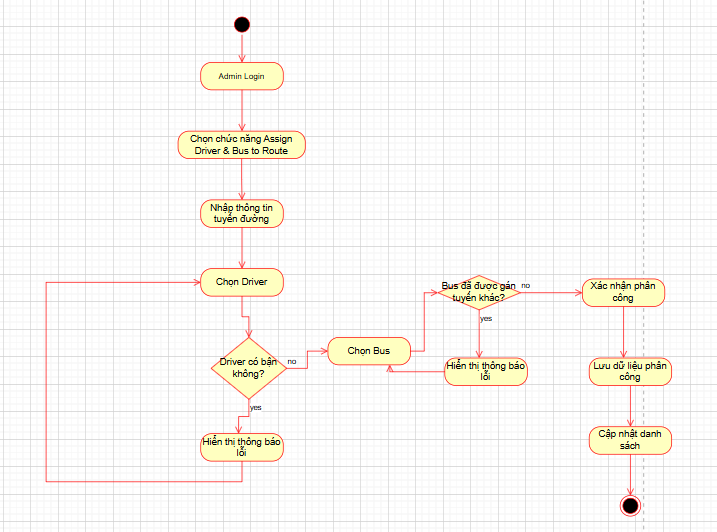 Admin Login
Chọn chức năng Assign
Driver & Bus to Route
Nhập thông tin
tuyến đường
Chọn Driver
Driver có bận
không?
no
yes
Hiển thị thông báo
lỗi
Chọn Bus
Bus đã được gán
tuyến khác?
no
yes
Hiển thị thông báo
lỗi
Xác nhận phân
công
Lưu dữ liệu phân
công
Cập nhật danh
sách